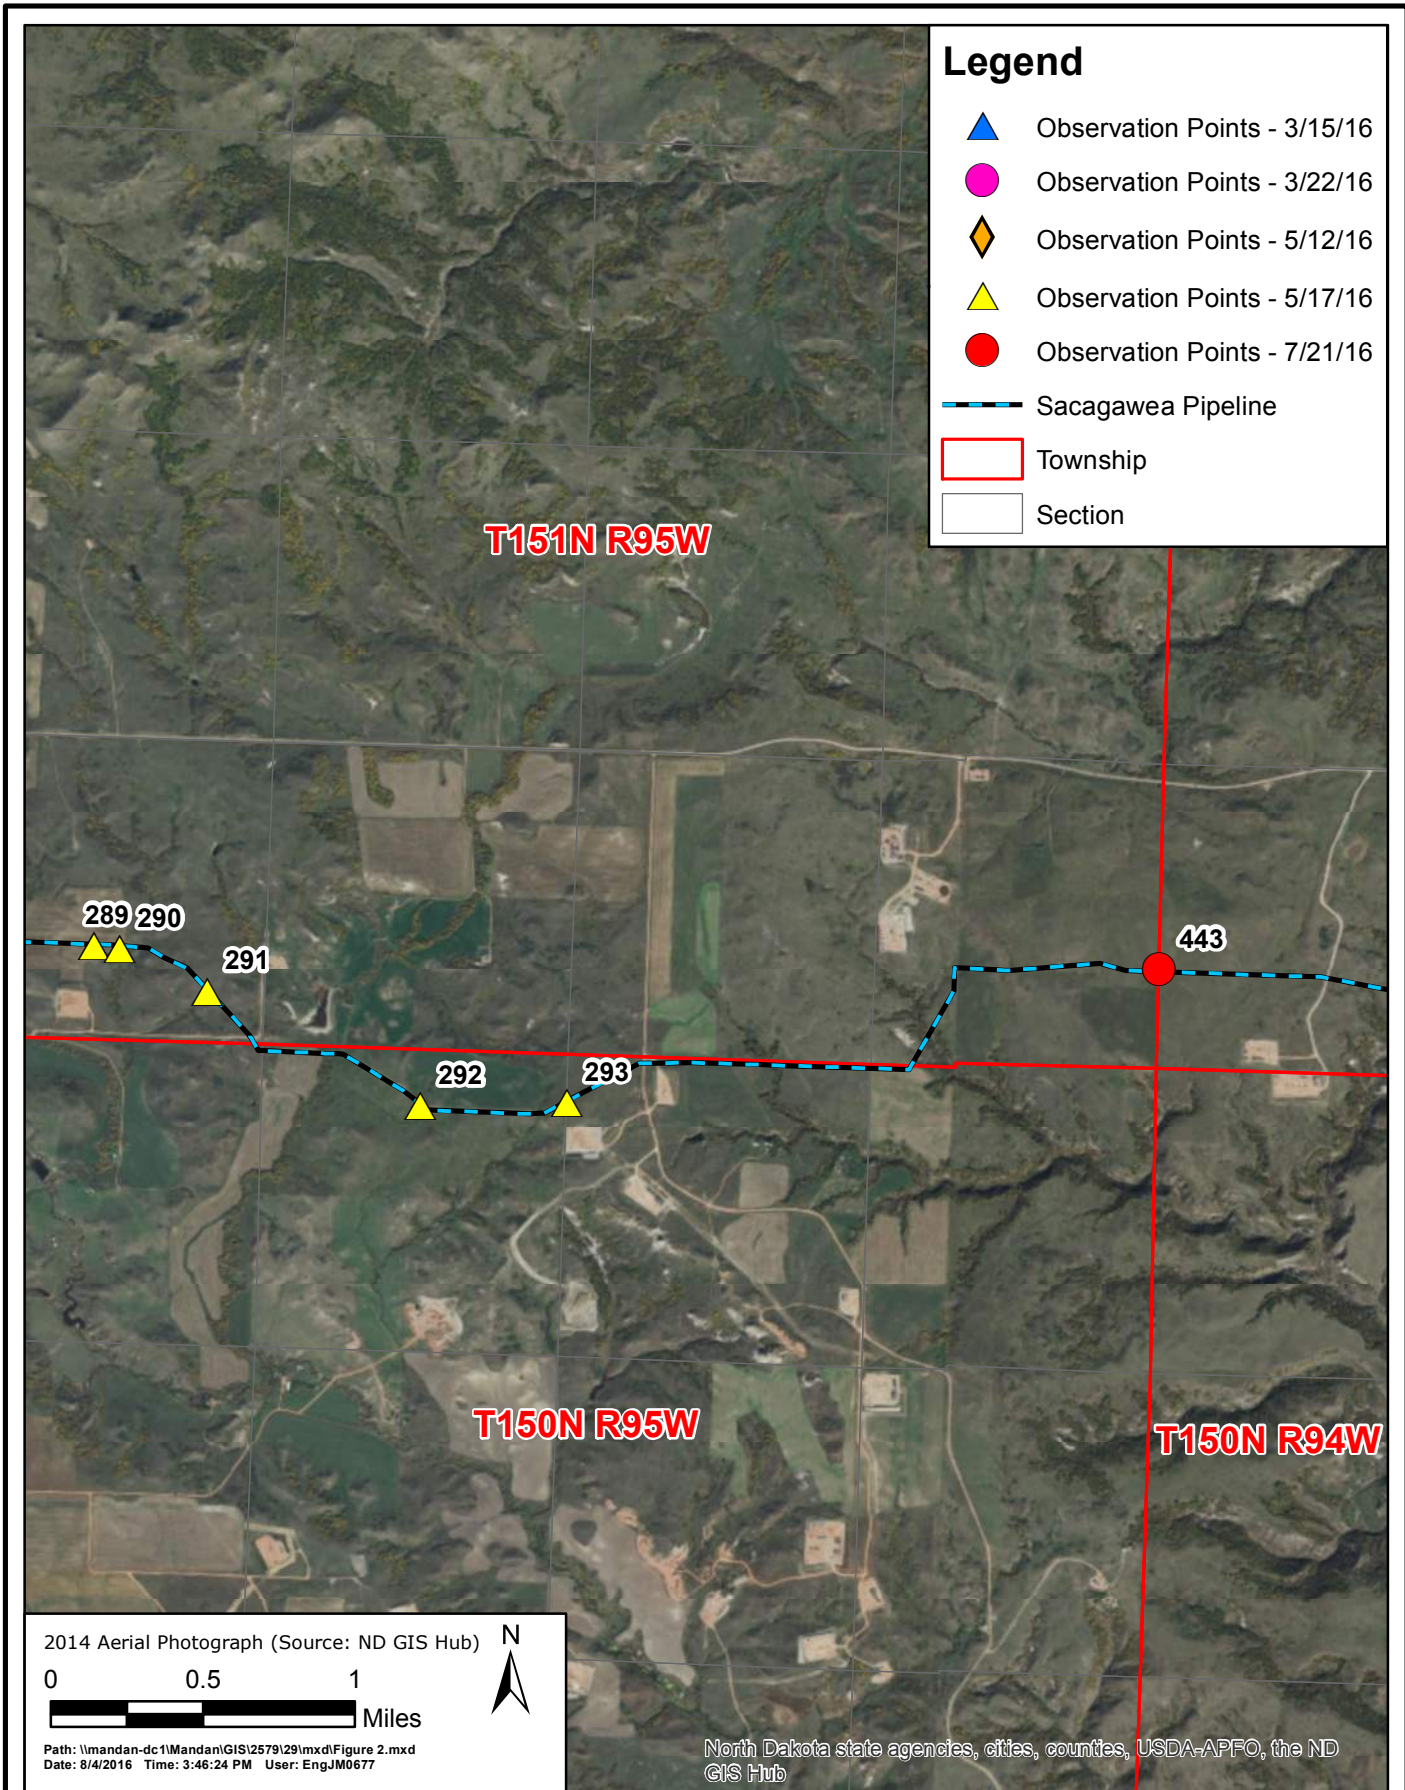 Legend
Observation Points - 3/15/16
Observation Points - 3/22/16
Observation Points - 5/12/16
Observation Points - 5/17/16
Observation Points - 7/21/16
Sacagawea Pipeline
Township
Section
T151N R95W
289 290
291
443
292
293
T150N R95W
T150N R94W
2014 Aerial Photograph (Source: ND GIS Hub)
N
0 0.5 1
Miles
Path: \\mandan-dc1\Mandan\GIS\2579\29\mxd\Figure 2.mxd
Date: 8/4/2016 Time: 3:46:24 PM User: EngJM0677
North Dakota state agencies, cities, counties, USDA-APFO, the ND
GIS Hub